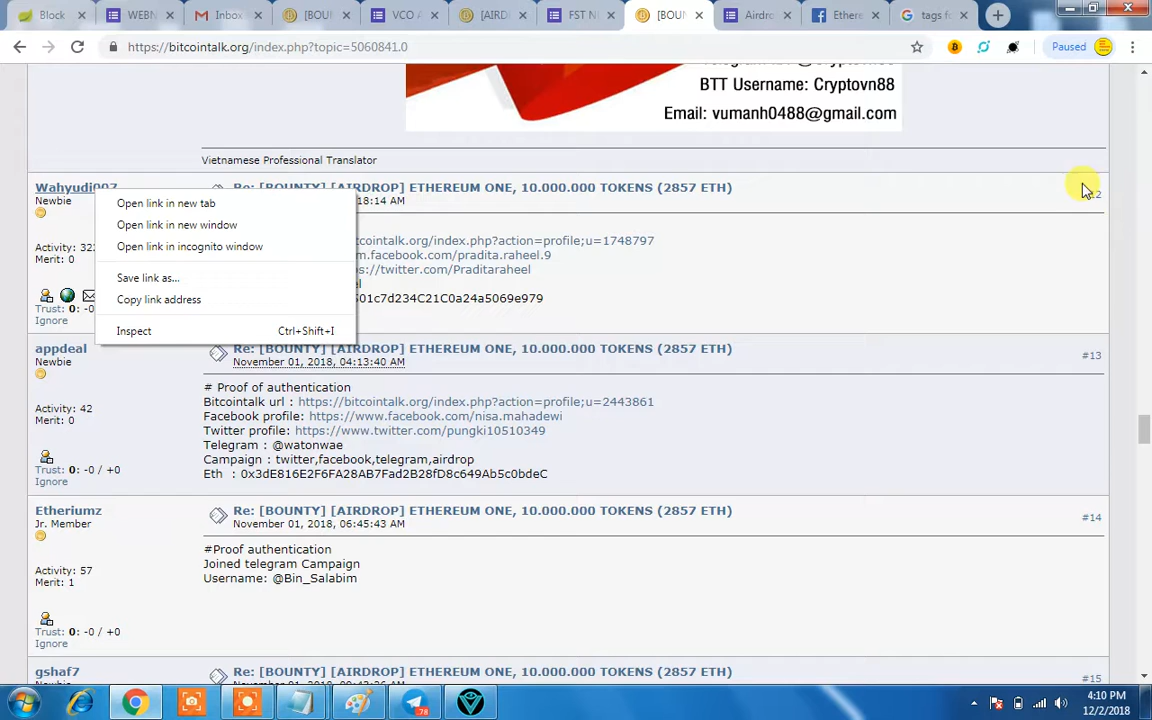 Block
WEBN
Inbox
[BOUN
VCO A
[AIRD
FST N
[BOUN
Airdro
Ethere
tags fo
https://bitcointalk.org/index.php?topic=5060841.0
Paused
BTT Username: Cryptovn88
Email: vumanh0488@gmail.com
Vietnamese Professional Translator
Wahyudi007
Re: [BOUNTY] [AIRDROP] ETHEREUM ONE, 10.000.000 TOKENS (2857 ETH)
Newbie
18:14 AM
Activity: 322
Merit: 0
Trust: 0: -0
Ignore
Open link in new tab
Open link in new window
Open link in incognito window
Save link as...
Copy link address
Inspect Ctrl+Shift+I
tcointalk.org/index.php?action=profile;u=1748797
m.facebook.com/pradita.raheel.9
s://twitter.com/Praditaraheel
el
601c7d234C21C0a24a5069e979
appdeal
Re: [BOUNTY] [AIRDROP] ETHEREUM ONE, 10.000.000 TOKENS (2857 ETH)
Newbie
November 01, 2018, 04:13:40 AM
#13
Activity: 42
Merit: 0
Trust: 0: -0 / +0
Ignore
# Proof of authentication
Bitcointalk url : https://bitcointalk.org/index.php?action=profile;u=2443861
Facebook profile: https://www.facebook.com/nisa.mahadewi
Twitter profile: https://www.twitter.com/pungki10510349
Telegram : @watonwae
Campaign : twitter,facebook,telegram,airdrop
Eth : 0x3dE816E2F6FA28AB7Fad2B28fD8c649Ab5c0bdeC
Etheriumz
Re: [BOUNTY] [AIRDROP] ETHEREUM ONE, 10.000.000 TOKENS (2857 ETH)
Jr. Member
November 01, 2018, 06:45:43 AM
#14
Activity: 57
Merit: 1
Trust: 0: -0 / +0
Ignore
#Proof authentication
Joined telegram Campaign
Username: @Bin_Salabim
gshaf7
Re: [BOUNTY] [AIRDROP] ETHEREUM ONE, 10.000.000 TOKENS (2857 ETH)
#15
78
4:10 PM
12/2/2018